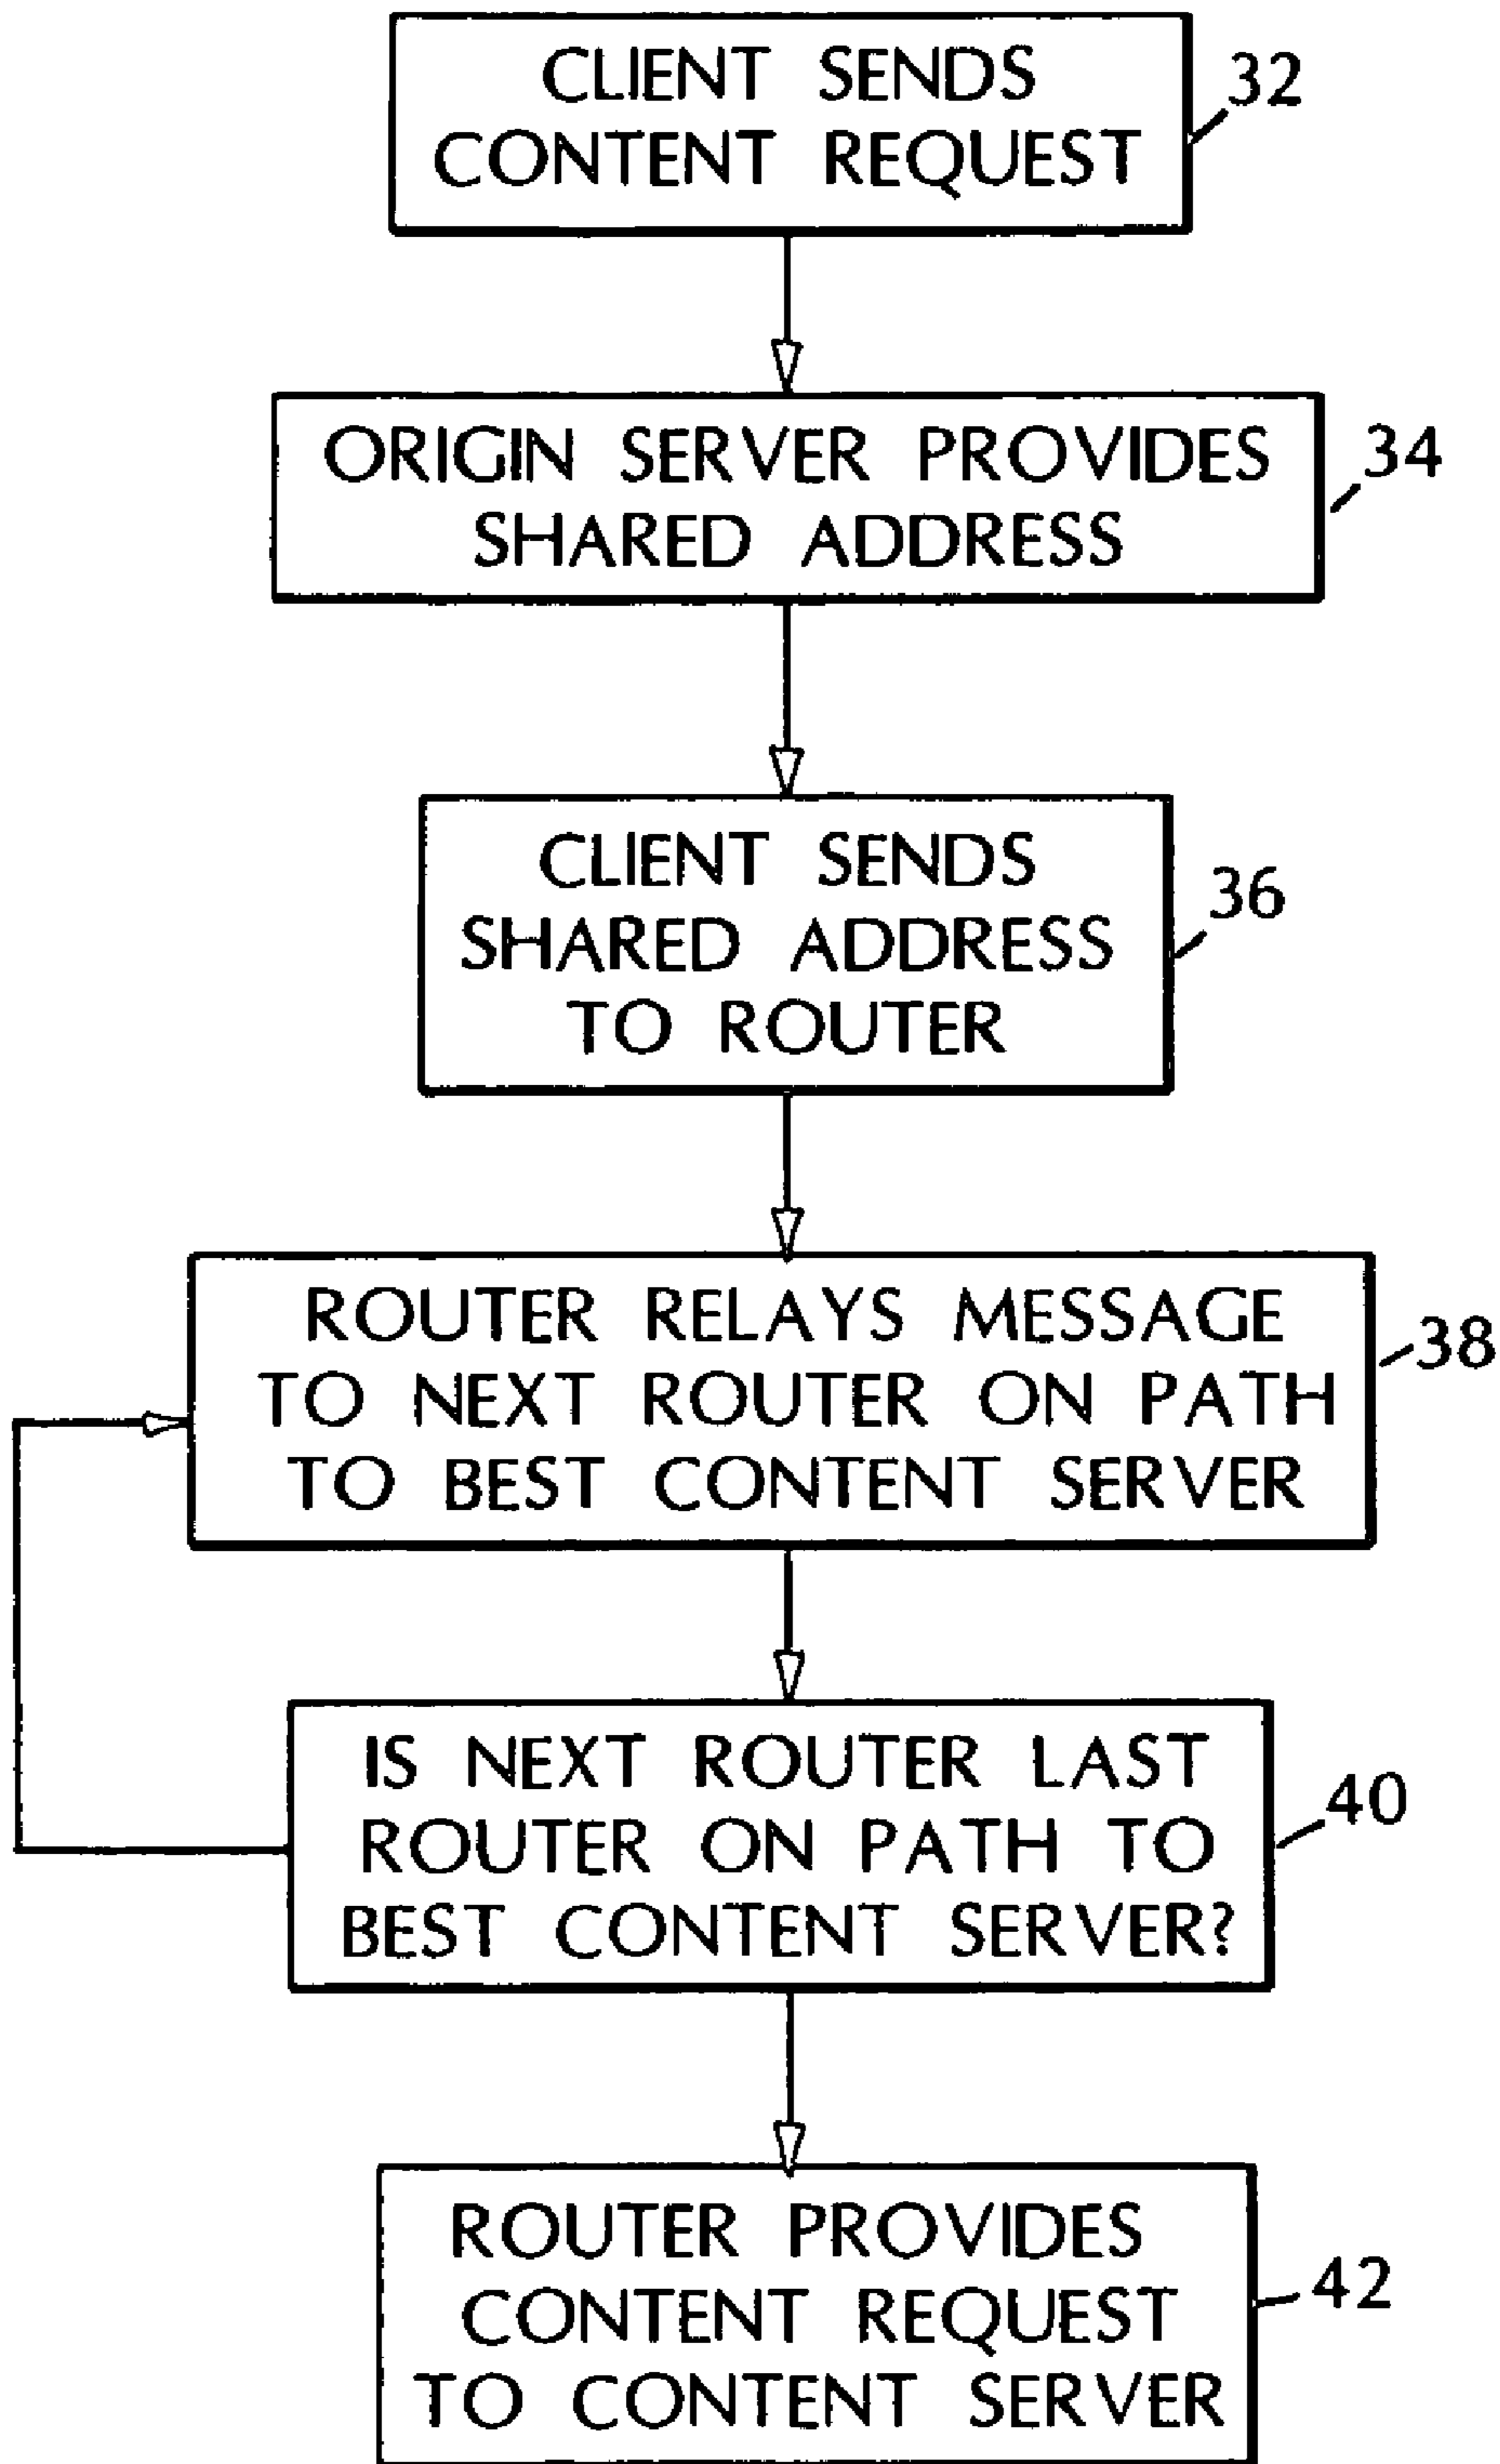 CLIENT SENDS
CONTENT REQUEST
32
ORIGIN SERVER PROVIDES
SHARED ADDRESS
34
CLIENT SENDS
SHARED ADDRESS
TO ROUTER
36
ROUTER RELAYS MESSAGE
TO NEXT ROUTER ON PATH
TO BEST CONTENT SERVER
38
IS NEXT ROUTER LAST
ROUTER ON PATH TO
BEST CONTENT SERVER?
40
ROUTER PROVIDES
CONTENT REQUEST
TO CONTENT SERVER
42